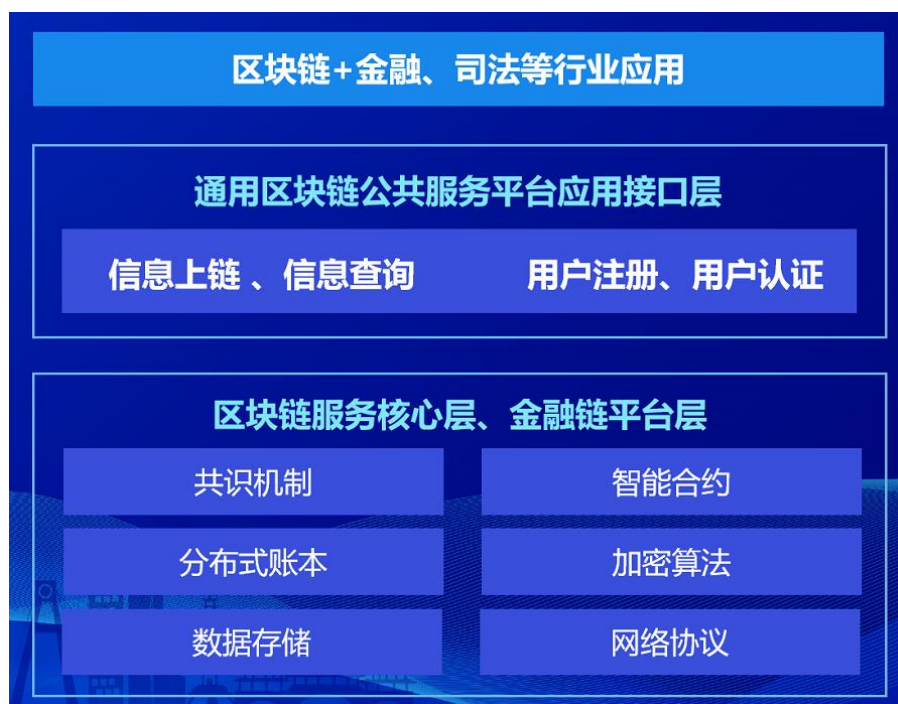 区块链+金融、司法等行业应用
通用区块链公共服务平台应用接口层
信息上链 、信息查询 用户注册、用户认证
区块链服务核心层、金融链平台层
共识机制 智能合约
分布式账本 加密算法
数据存储 网络协议